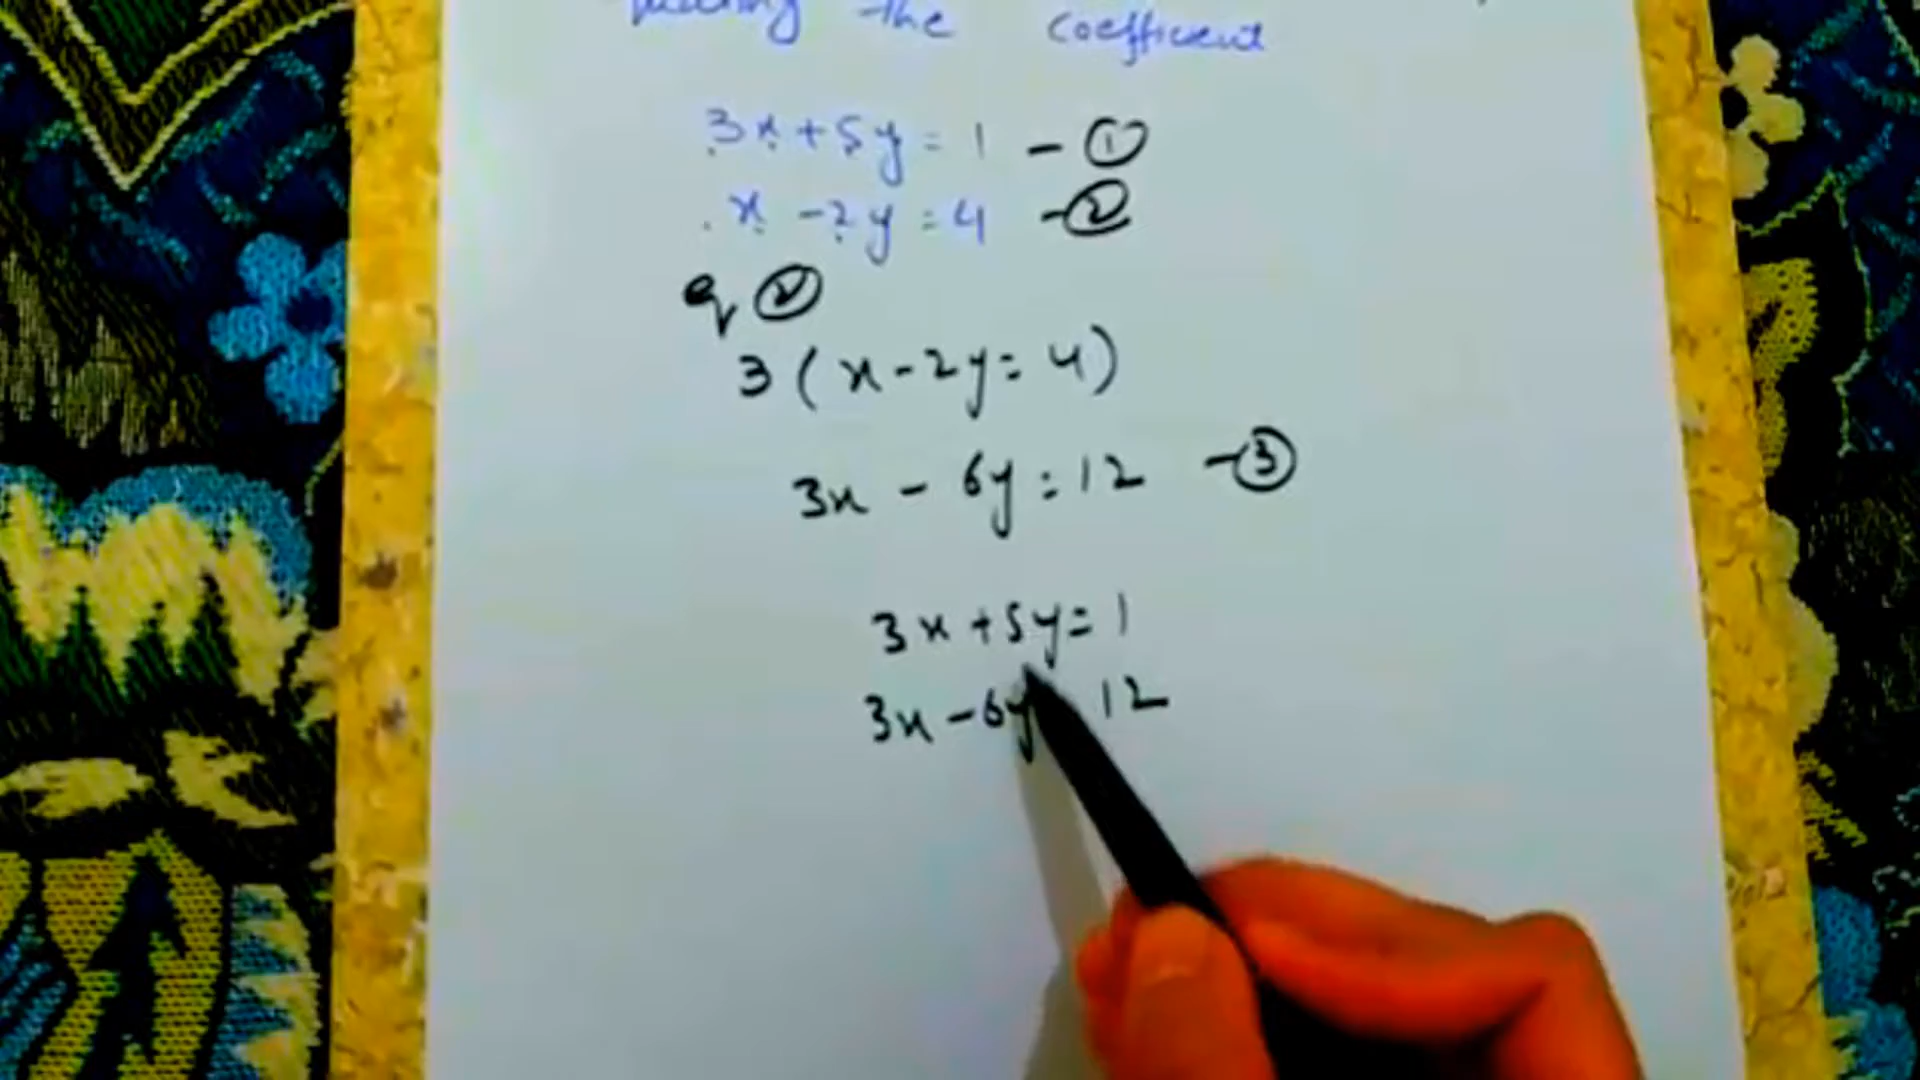 the coefficient
3x + 5y = 1 - ①
x - 2y = 4 - ②
eq ②
3 ( x - 2y = 4 )
3x - 6y = 12 - ③
3x + 5y = 1
3x - 6y 12